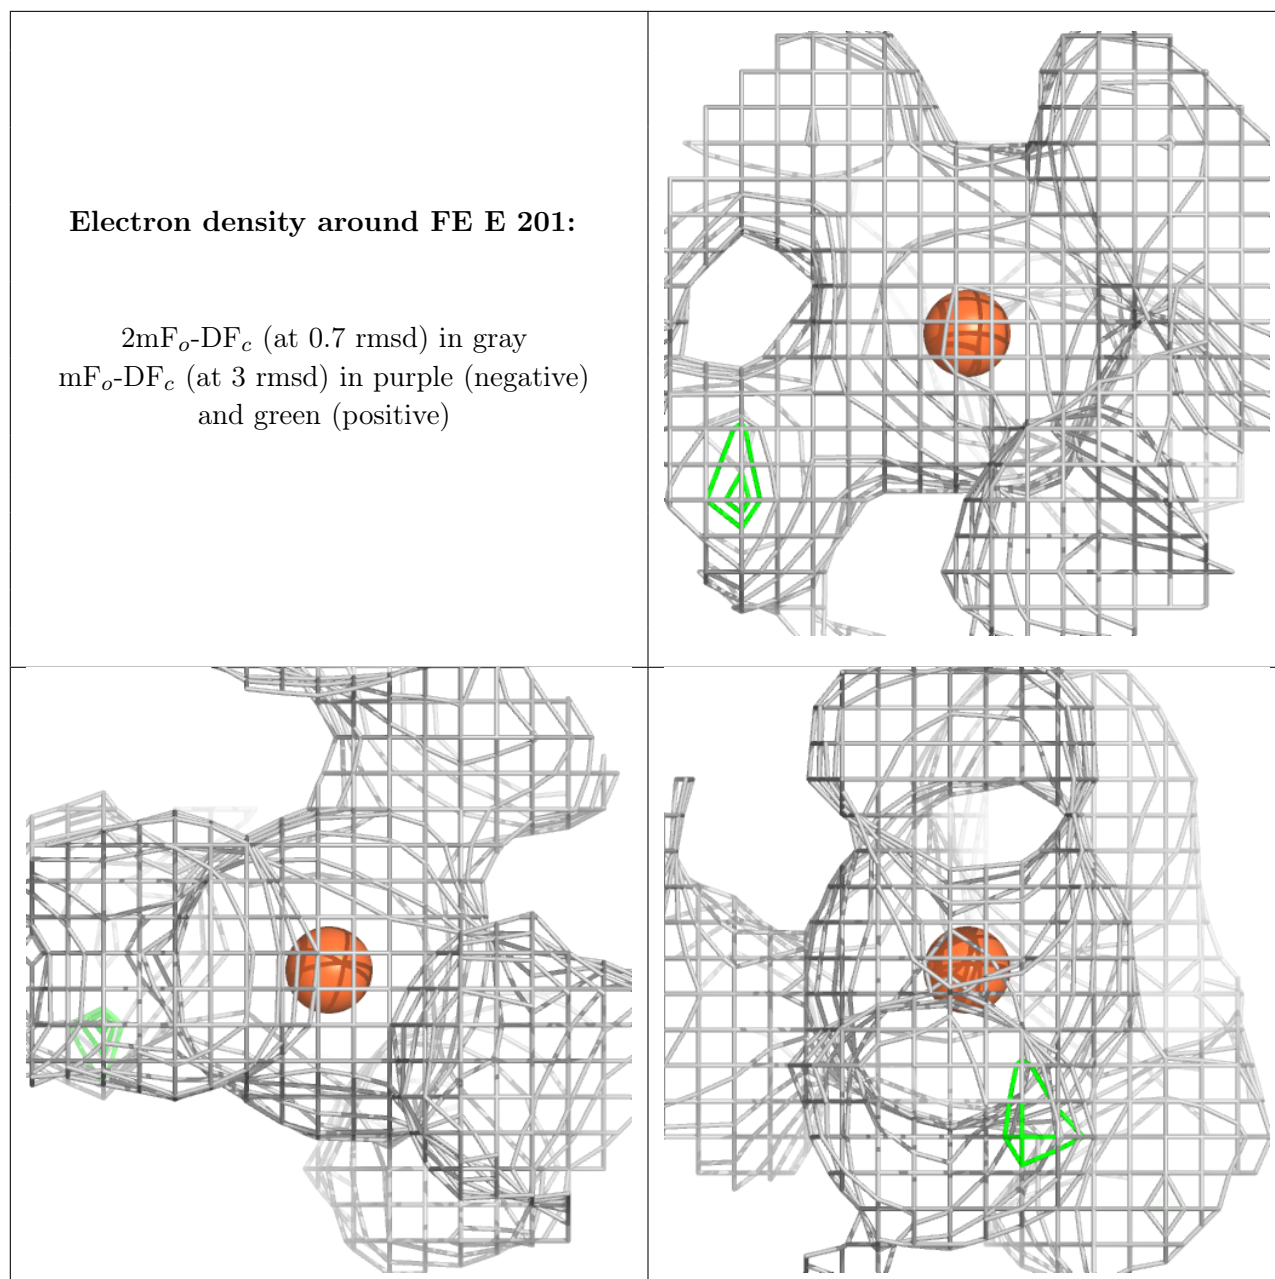 Electron density around FE E 201:
2mFo-DFc (at 0.7 rmsd) in gray
mFo-DFc (at 3 rmsd) in purple (negative)
and green (positive)